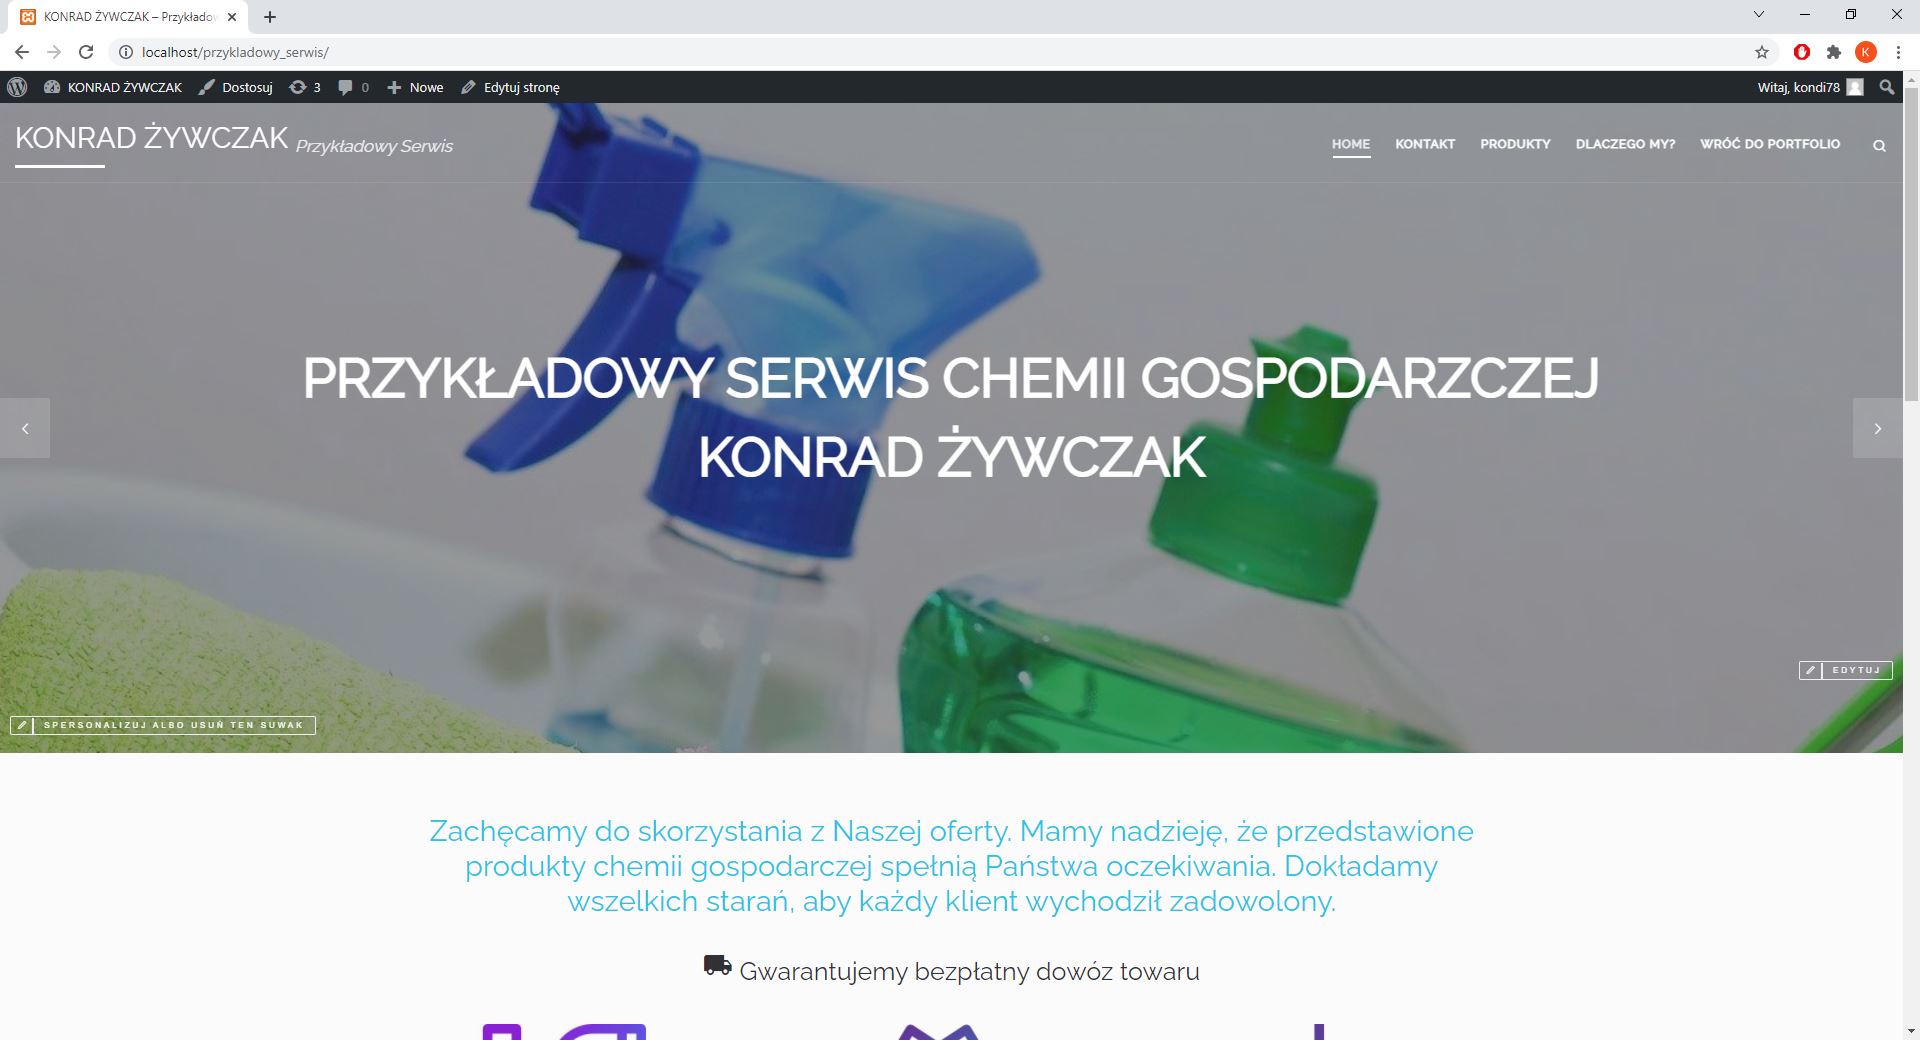 KONRAD ŻYWCZAK – Przykładow
localhost/przykladowy_serwis/
K
KONRAD ŻYWCZAK Dostosuj 3 0 Nowe Edytuj stronę Witaj, kondi78
KONRAD ŻYWCZAK Przykładowy Serwis
HOME KONTAKT PRODUKTY DLACZEGO MY? WRÓĆ DO PORTFOLIO
PRZYKŁADOWY SERWIS CHEMII GOSPODARZCZEJ
KONRAD ŻYWCZAK
EDYTUJ
SPERSONALIZUJ ALBO USUŃ TEN SUWAK
Zachęcamy do skorzystania z Naszej oferty. Mamy nadzieję, że przedstawione
produkty chemii gospodarczej spełnią Państwa oczekiwania. Dokładamy
wszelkich starań, aby każdy klient wychodził zadowolony.
Gwarantujemy bezpłatny dowóz towaru